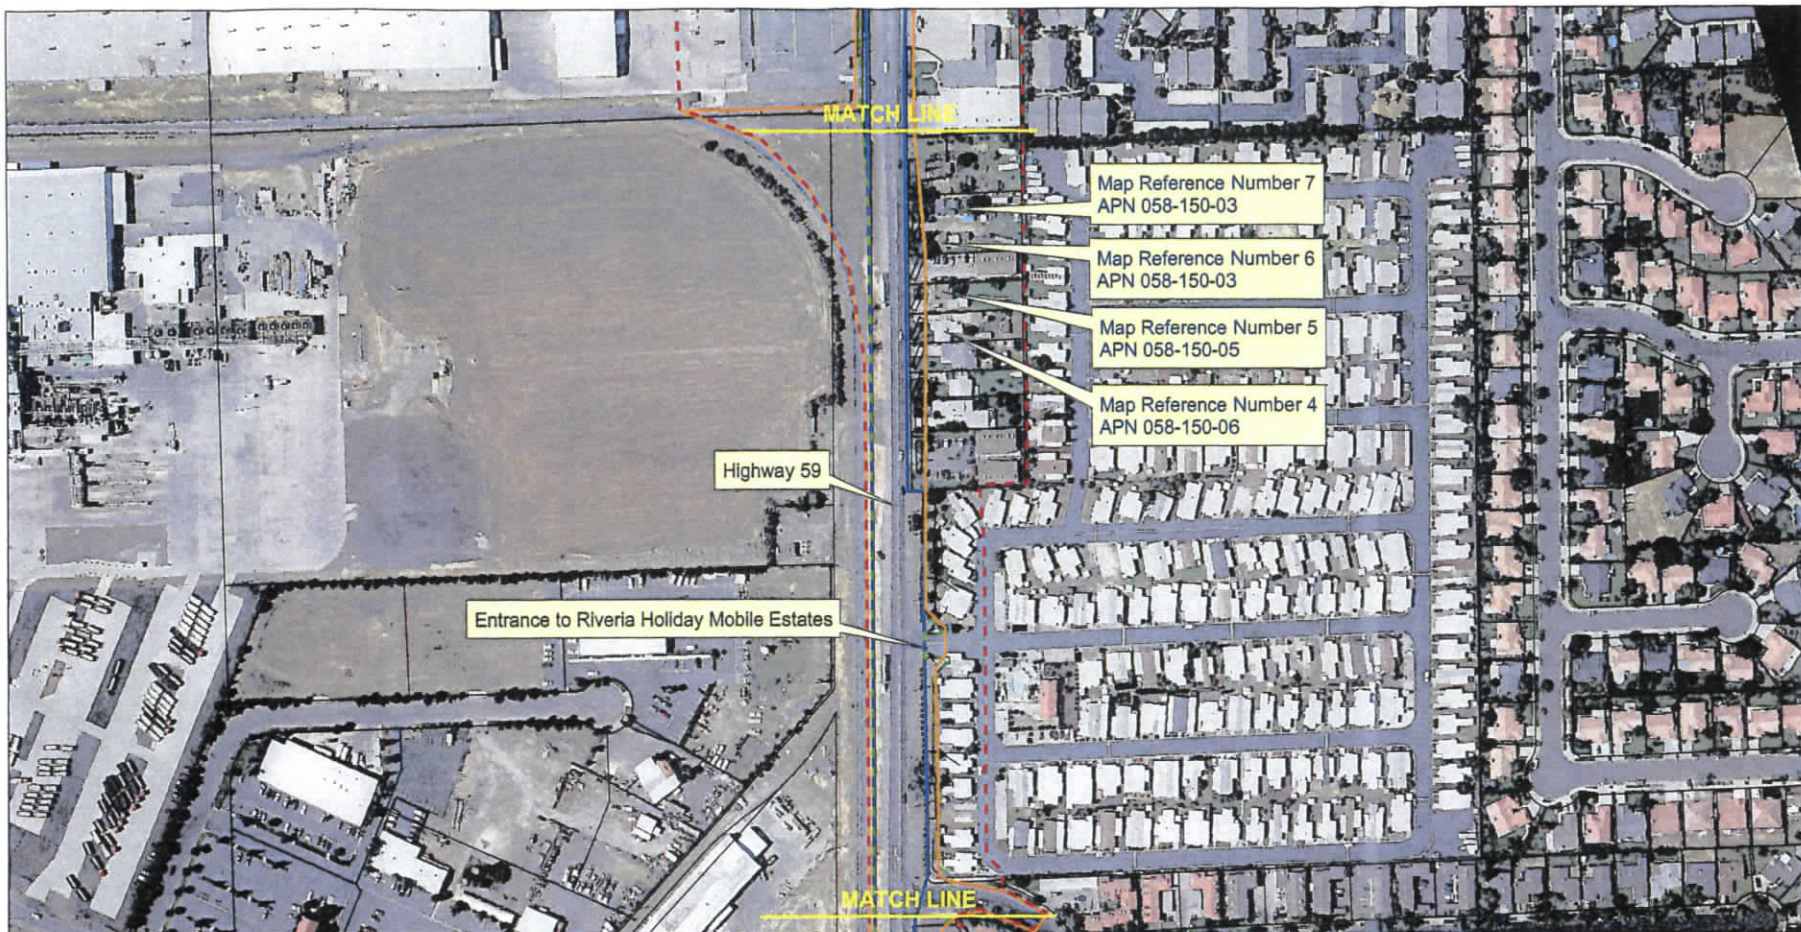 MATCH LINE
Map Reference Number 7
APN 058-150-03
Map Reference Number 6
APN 058-150-03
Map Reference Number 5
APN 058-150-05
Map Reference Number 4
APN 058-150-06
Highway 59
Entrance to Riveria Holiday Mobile Estates
MATCH LINE